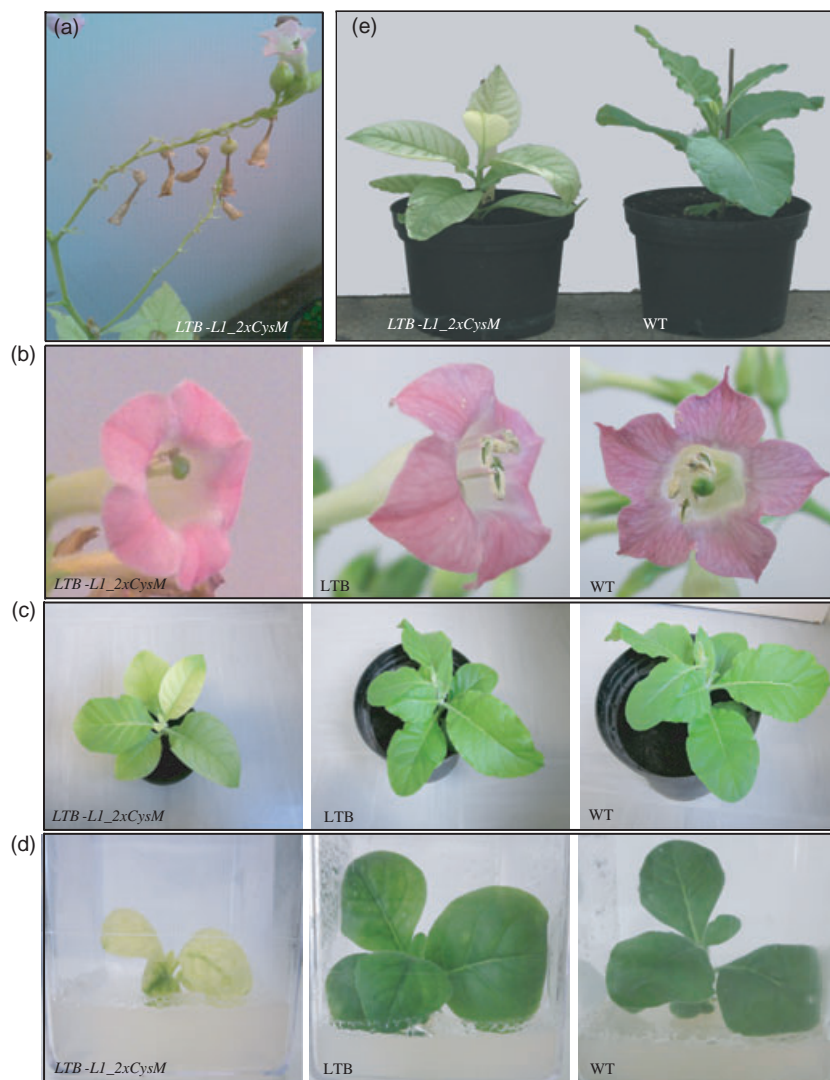 (a)
LTB-L1_2xCysM
(e)
LTB-L1_2xCysM WT
(b)
LTB-L1_2xCysM LTB WT
(c)
LTB-L1_2xCysM LTB WT
(d)
LTB-L1_2xCysM LTB WT